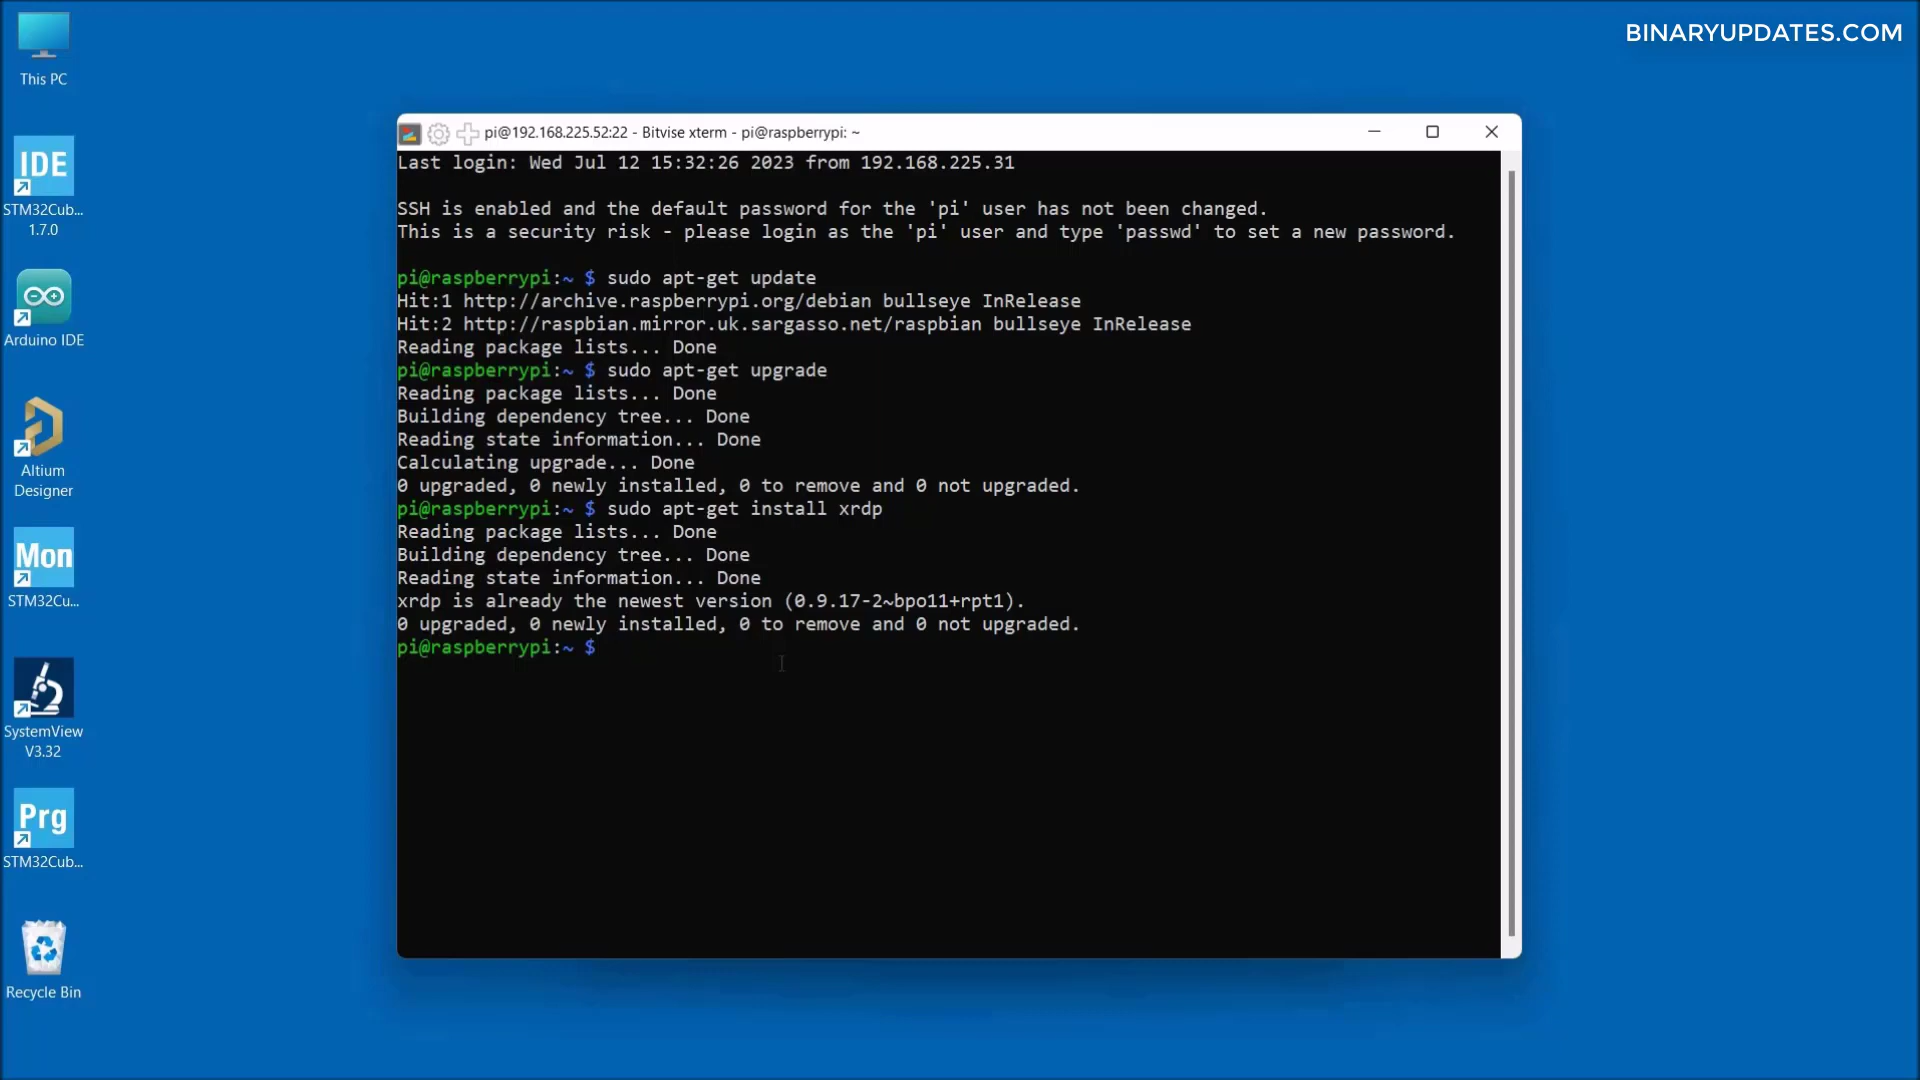 BINARYUPDATES.COM
This PC
IDE
STM32Cub...
1.7.0
Arduino IDE
Altium
Designer
Mon
STM32Cu...
SystemView
V3.32
Prg
STM32Cub...
Recycle Bin
pi@192.168.225.52:22 - Bitvise xterm - pi@raspberrypi: ~
Last login: Wed Jul 12 15:32:26 2023 from 192.168.225.31
SSH is enabled and the default password for the 'pi' user has not been changed.
This is a security risk - please login as the 'pi' user and type 'passwd' to set a new password.
pi@raspberrypi:~ $ sudo apt-get update
Hit:1 http://archive.raspberrypi.org/debian bullseye InRelease
Hit:2 http://raspbian.mirror.uk.sargasso.net/raspbian bullseye InRelease
Reading package lists... Done
pi@raspberrypi:~ $ sudo apt-get upgrade
Reading package lists... Done
Building dependency tree... Done
Reading state information... Done
Calculating upgrade... Done
0 upgraded, 0 newly installed, 0 to remove and 0 not upgraded.
pi@raspberrypi:~ $ sudo apt-get install xrdp
Reading package lists... Done
Building dependency tree... Done
Reading state information... Done
xrdp is already the newest version (0.9.17-2~bpo11+rpt1).
0 upgraded, 0 newly installed, 0 to remove and 0 not upgraded.
pi@raspberrypi:~ $